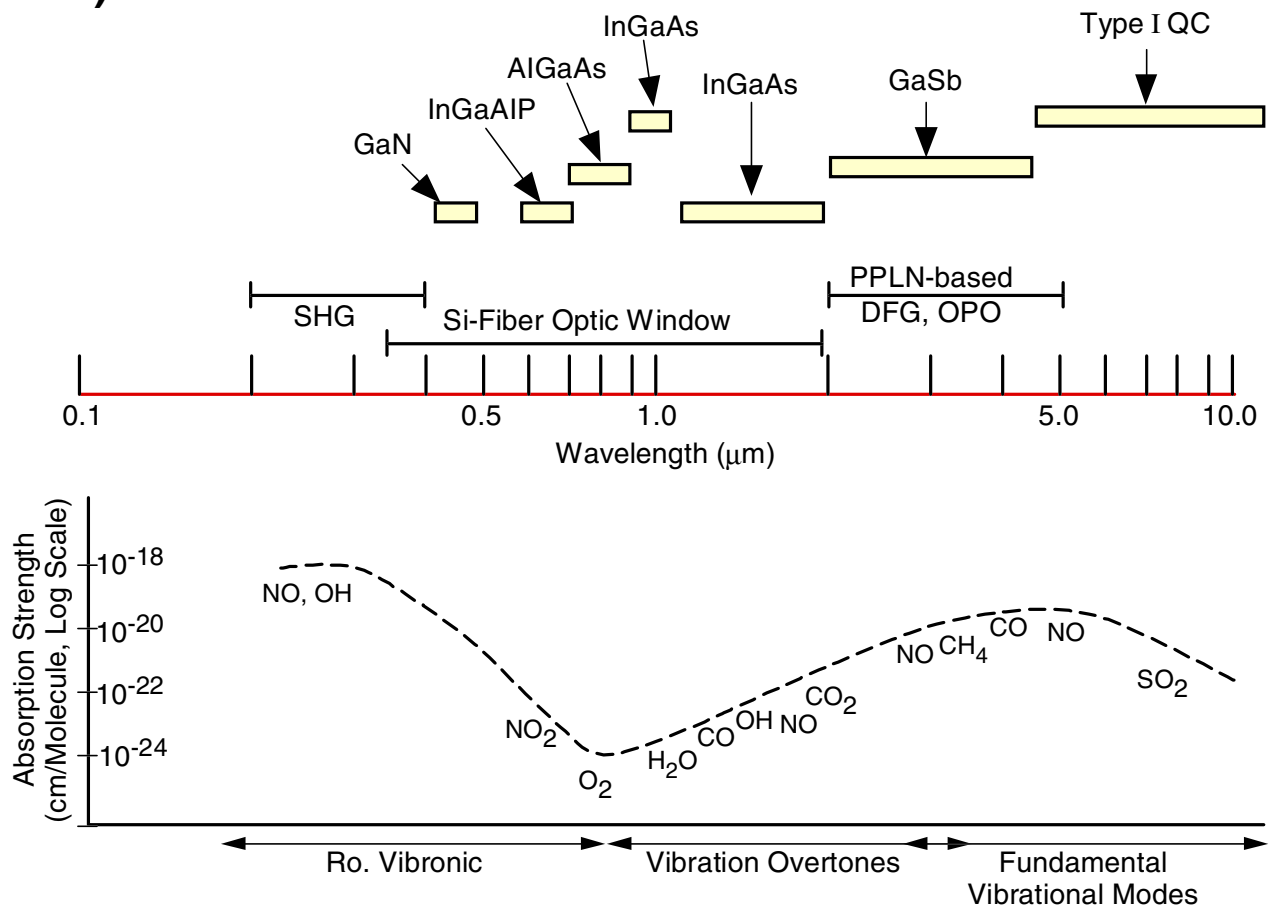 InGaAs
Type I QC
AlGaAs
InGaAs
GaSb
InGaAlP
GaN
PPLN-based
SHG
DFG, OPO
Si-Fiber Optic Window
0.1
0.5
1.0
5.0
10.0
Wavelength (μm)
Absorption Strength
(cm/Molecule, Log Scale)
10-18
10-20
10-22
10-24
NO, OH
NO2
O2
H2O
CO
OH
NO
CO2
NO
CH4
CO
NO
SO2
Ro. Vibronic
Vibration Overtones
Fundamental
Vibrational Modes